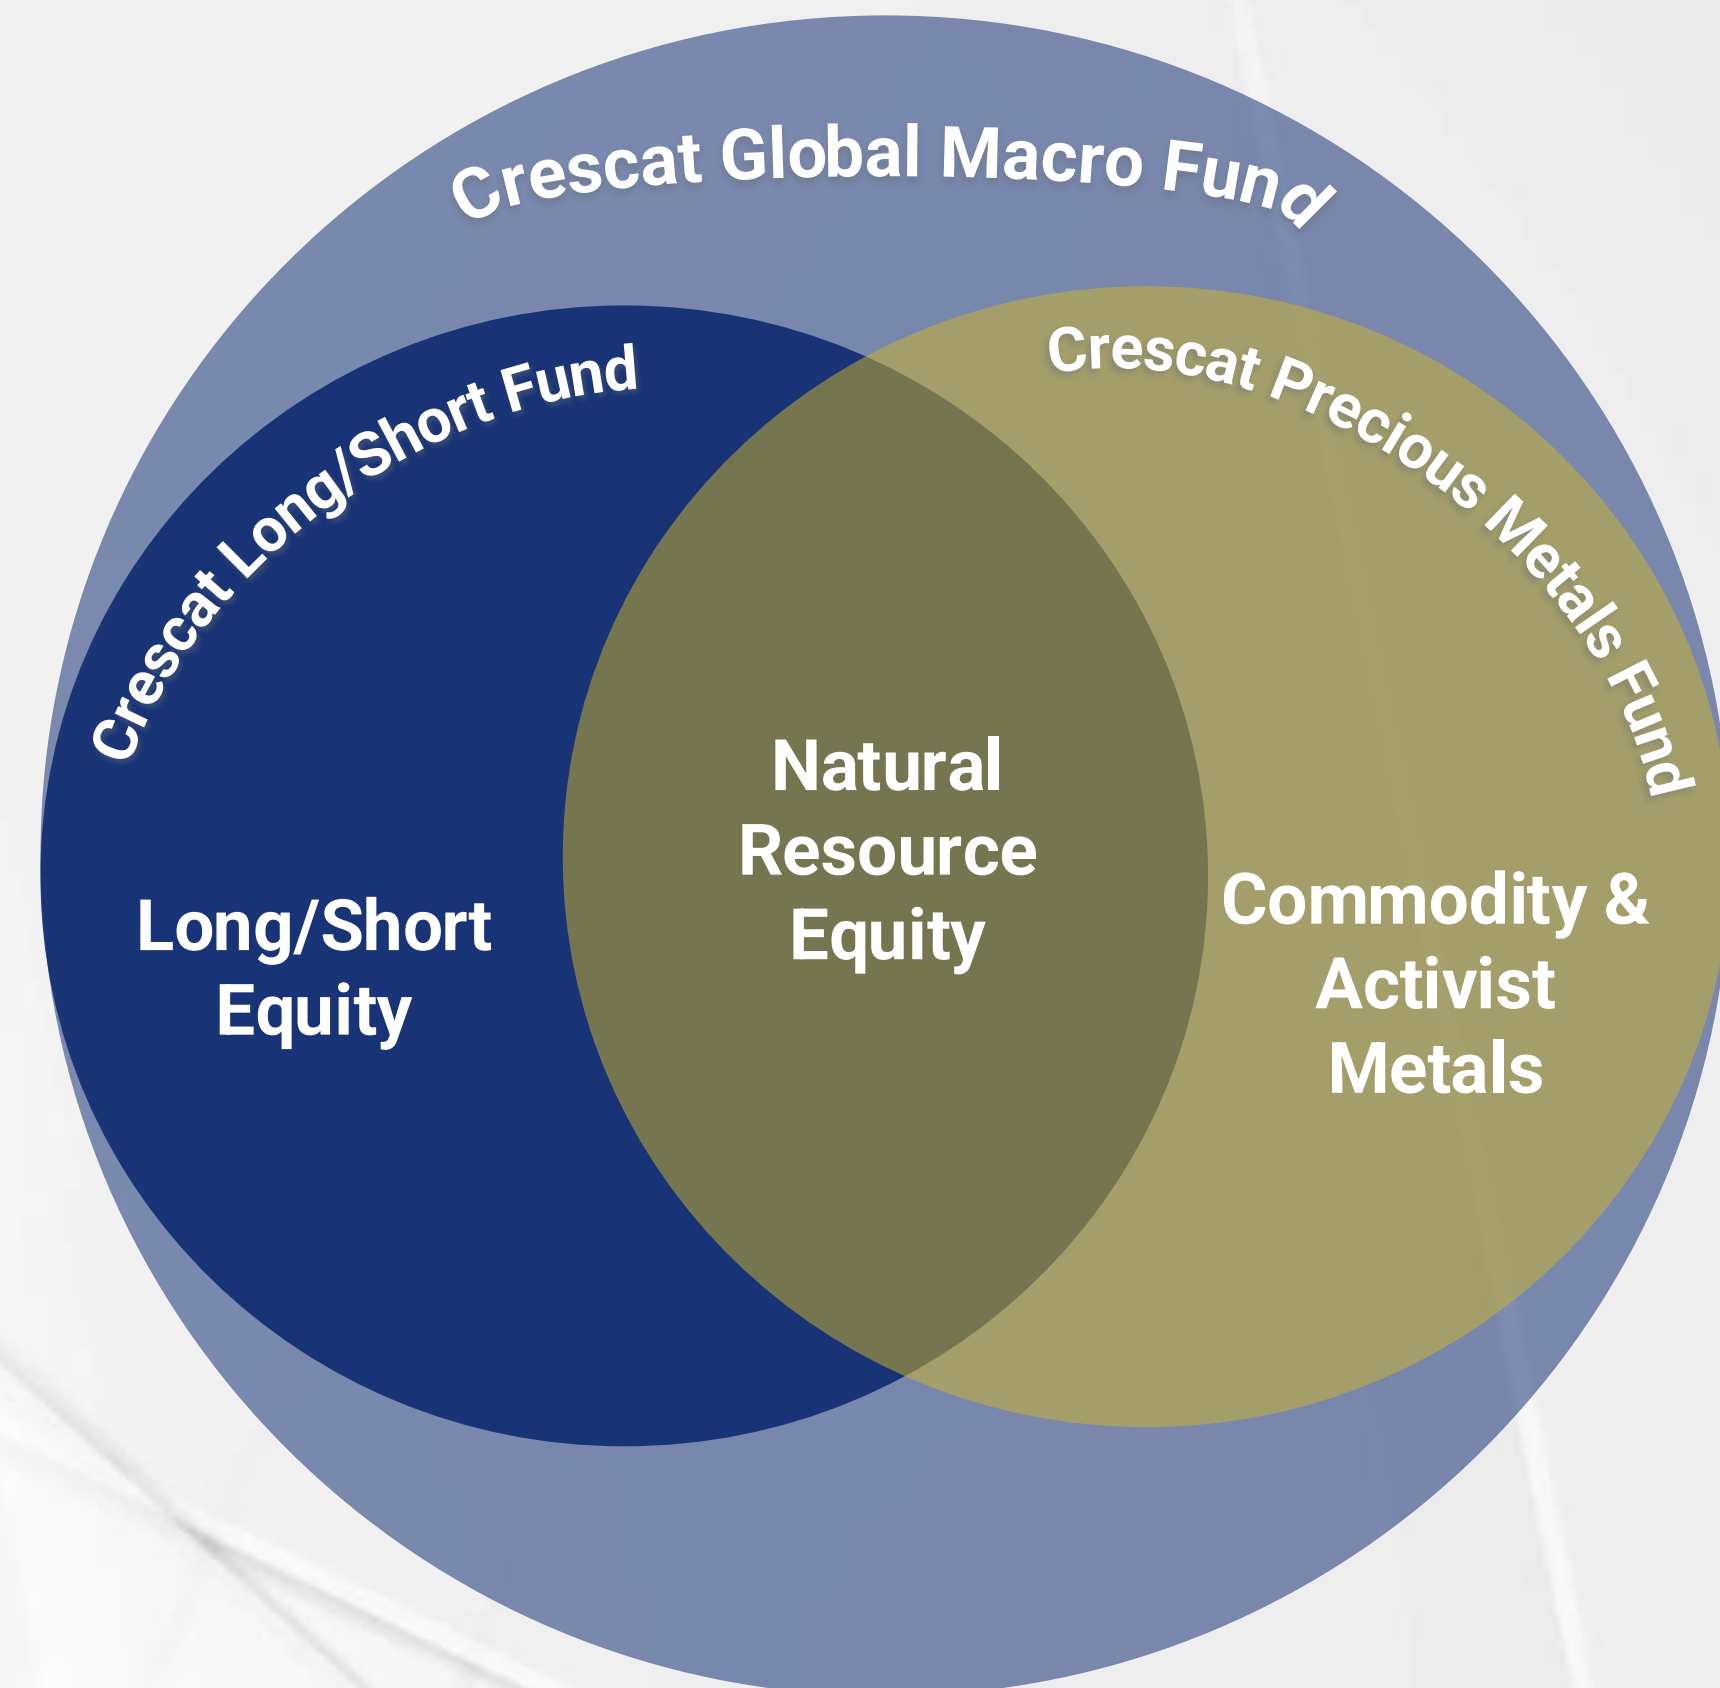 Crescat Global Macro Fund
Crescat Long/Short Fund
Crescat Precious Metals Fund
Long/Short
Equity
Natural
Resource
Equity
Commodity &
Activist
Metals